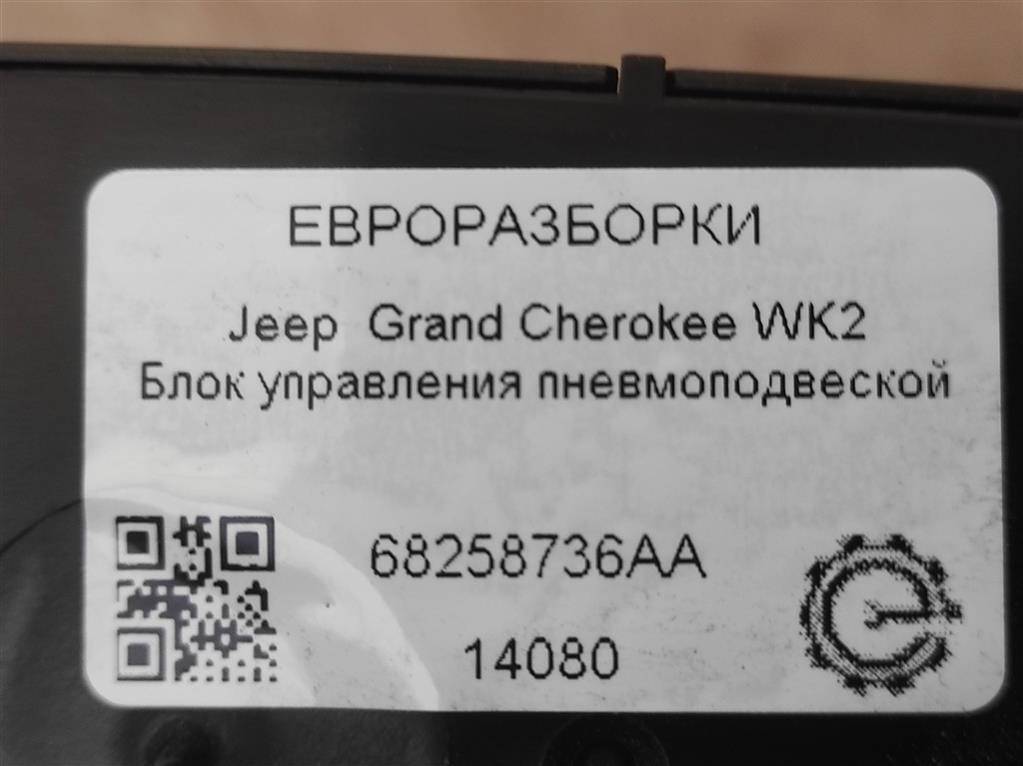 ЕВРОРАЗБОРКИ
Jeep Grand Cherokee WK2
Блок управления пневмоподвеской
68258736AA
14080